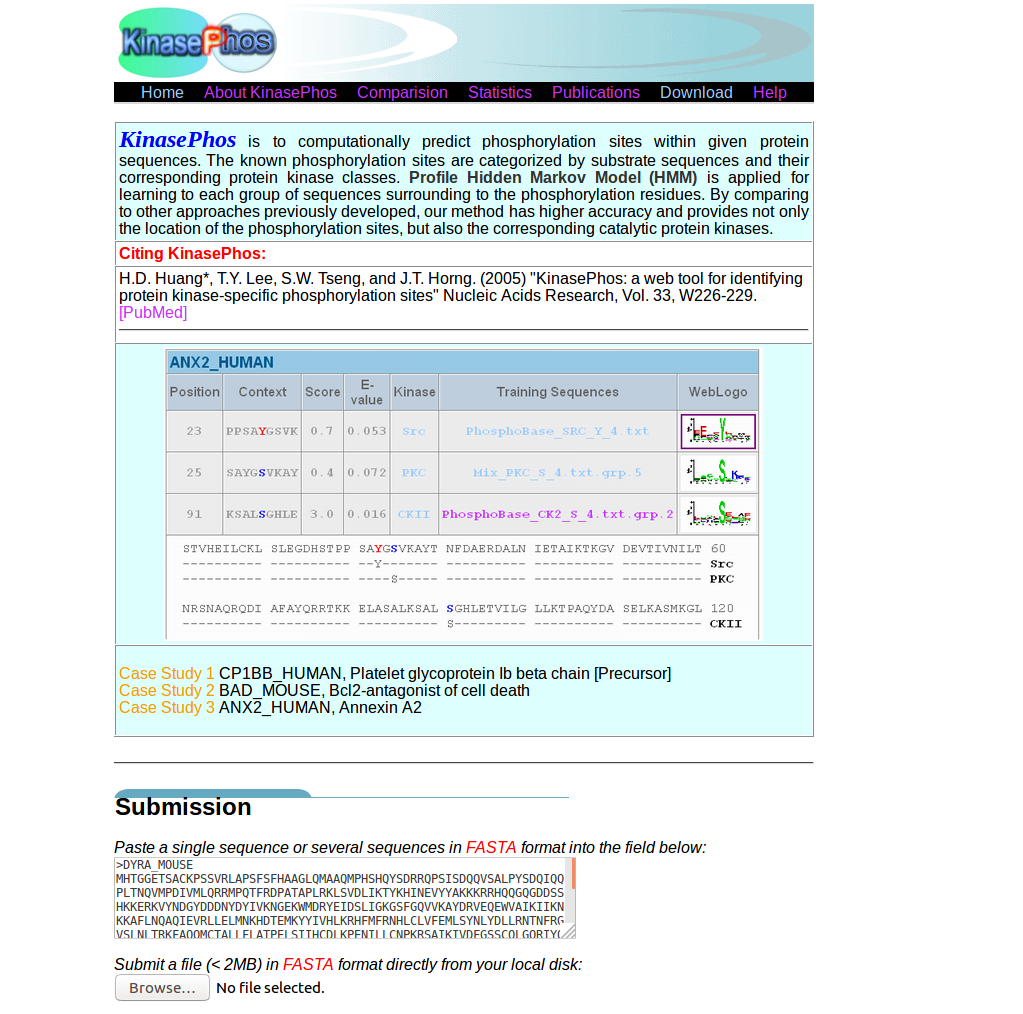 KinasePhos
Home About KinasePhos Comparision Statistics Publications Download Help
KinasePhos is to computationally predict phosphorylation sites within given protein
sequences. The known phosphorylation sites are categorized by substrate sequences and their
corresponding protein kinase classes. Profile Hidden Markov Model (HMM) is applied for
learning to each group of sequences surrounding to the phosphorylation residues. By comparing
to other approaches previously developed, our method has higher accuracy and provides not only
the location of the phosphorylation sites, but also the corresponding catalytic protein kinases.
Citing KinasePhos:
H.D. Huang*, T.Y. Lee, S.W. Tseng, and J.T. Horng. (2005) "KinasePhos: a web tool for identifying
protein kinase-specific phosphorylation sites" Nucleic Acids Research, Vol. 33, W226-229.
[PubMed]
ANX2_HUMAN
Position Context Score E-value Kinase Training Sequences WebLogo
23 PPSAYGSVK 0.7 0.053 Src PhosphoBase_SRC_Y_4.txt
25 SAYGSVKAY 0.4 0.072 PKC Mix_PKC_S_4.txt.grp.5
91 KSALSGHLE 3.0 0.016 CKII PhosphoBase_CK2_S_4.txt.grp.2
STVHEILCKL SLEGDHSTPP SAYGSVKAYT NFDAERDALN IETAIKTKGV DEVTIVNILT 60
---------- ---------- --Y------- ---------- ---------- ---------- Src
---------- ---------- ----S----- ---------- ---------- ---------- PKC
NRSNAQRQDI AFAYQRRTKK ELASALKSAL SGHLETVILG LLKTPAQYDA SELKASMKGL 120
---------- ---------- ---------- S--------- ---------- ---------- CKII
Case Study 1 CP1BB_HUMAN, Platelet glycoprotein Ib beta chain [Precursor]
Case Study 2 BAD_MOUSE, Bcl2-antagonist of cell death
Case Study 3 ANX2_HUMAN, Annexin A2
Submission
Paste a single sequence or several sequences in FASTA format into the field below:
>DYRA_MOUSE
MHTGGETSACKPSSVRLAPSFSFHAAGLQMAAQMPHSHQYSDRRQPSISDQQVSALPYSDQIQQ
PLTNQVMPDIVMLQRRMPQTFRDPATAPLRKLSVDLIKTYKHINEVYYAKKKRRHQQGQGDDSS
HKKERKVYNDGYDDDNYDYIVKNGEKWMDRYEIDSLIGKGSFGQVVKAYDRVEQEWVAIKIIKN
KKAFLNQAQIEVRLLELMNKHDTEMKYYIVHLKRHFMFRNHLCLVFEMLSYNLYDLLRNTNFRG
VSLNLTRKFAQQMCTALLFLATPELSIIHCDLKPENILLCNPKRSAIKIVDFGSSCQLGQRIYQ
Submit a file (< 2MB) in FASTA format directly from your local disk:
Browse... No file selected.